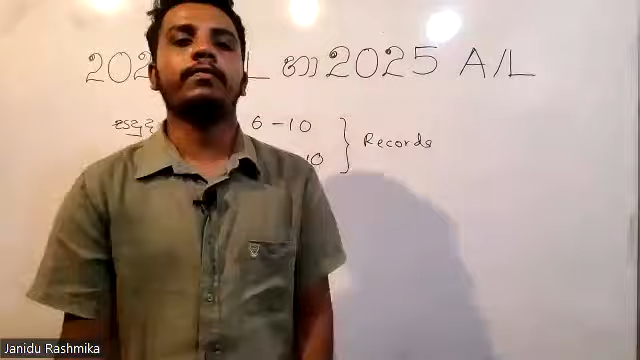 202 L හා 2025 A/L
6 - 10
10
Records
Janidu Rashmika